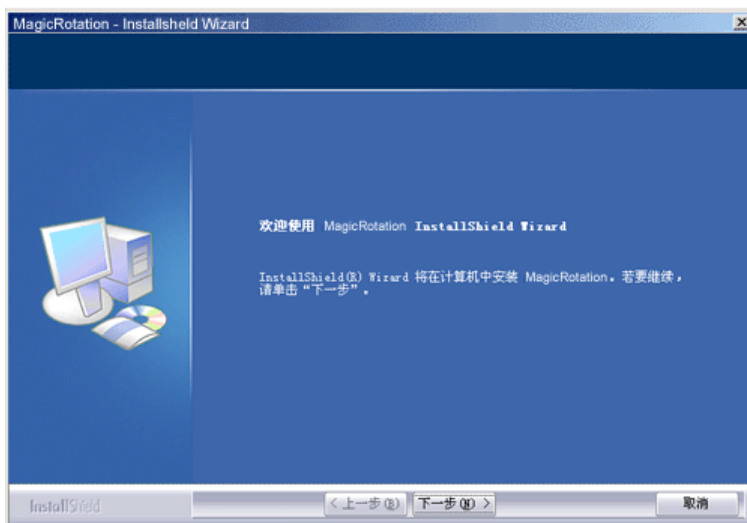 MagicRotation - Installsheld Wizard
欢迎使用 MagicRotation InstallShield Wizard
InstallShield(R) Wizard 将在计算机中安装 MagicRotation。若要继续，
请单击“下一步”。
InstallShield
< 上一步(B) 下一步(N) > 取消